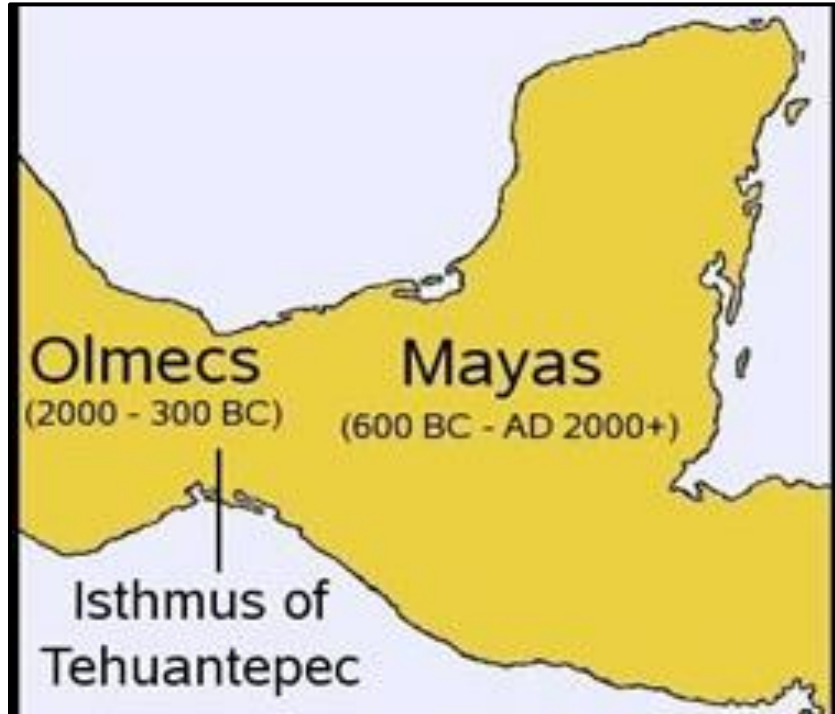 Olmecs
(2000 - 300 BC)
Mayas
(600 BC - AD 2000+)
Isthmus of
Tehuantepec